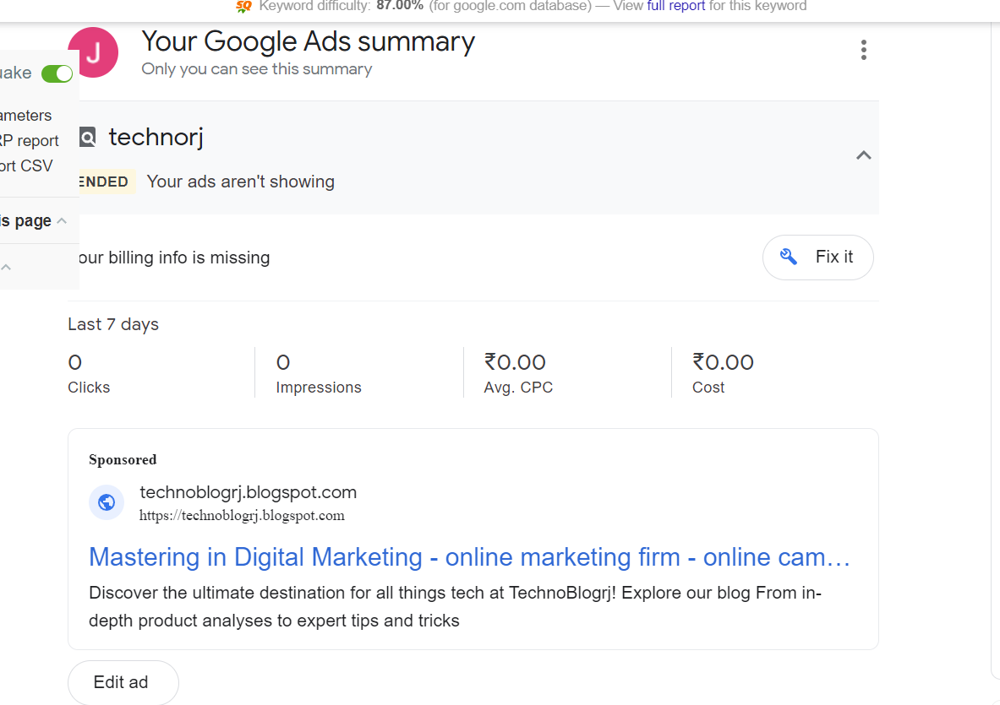 Keyword difficulty: 87.00% (for google.com database) — View full report for this keyword
J
Your Google Ads summary
Only you can see this summary
uake
ameters
RP report
ort CSV
is page
technorj
ENDED Your ads aren't showing
our billing info is missing
Fix it
Last 7 days
0 0 ₹0.00 ₹0.00
Clicks Impressions Avg. CPC Cost
Sponsored
technoblogrj.blogspot.com
https://technoblogrj.blogspot.com
Mastering in Digital Marketing - online marketing firm - online cam…
Discover the ultimate destination for all things tech at TechnoBlogrj! Explore our blog From in-
depth product analyses to expert tips and tricks
Edit ad